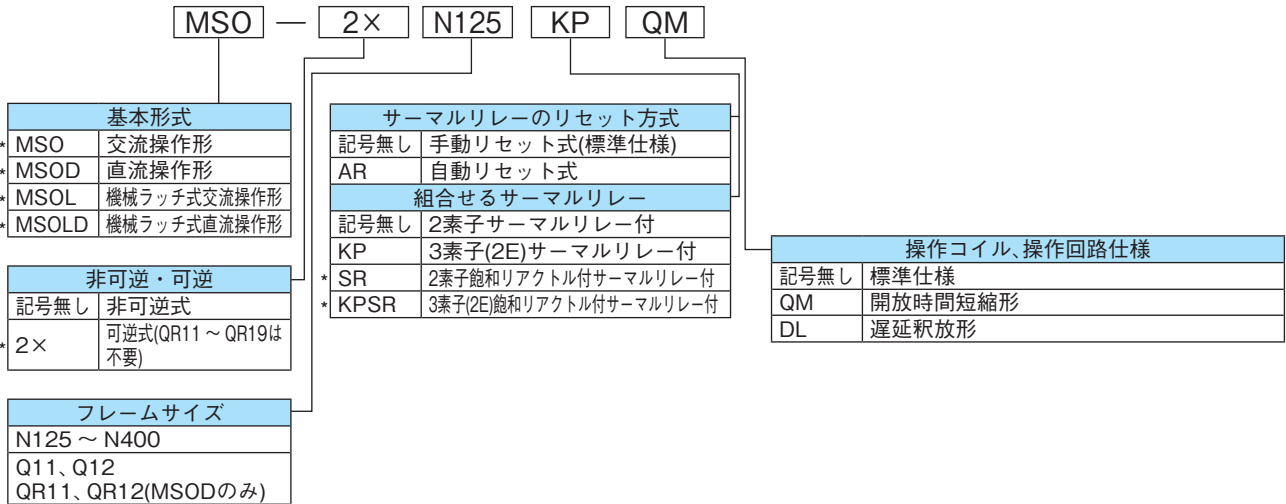 MSO — 2× N125 KP QM
基本形式
* MSO 交流操作形
* MSOD 直流操作形
* MSOL 機械ラッチ式交流操作形
* MSOLD 機械ラッチ式直流操作形
非可逆・可逆
記号無し 非可逆式
* 2× 可逆式(QR11 ～ QR19は
不要)
フレームサイズ
N125 ～ N400
Q11、Q12
QR11、QR12(MSODのみ)
サーマルリレーのリセット方式
記号無し 手動リセット式(標準仕様)
AR 自動リセット式
組合せるサーマルリレー
記号無し 2素子サーマルリレー付
KP 3素子(2E)サーマルリレー付
* SR 2素子飽和リアクトル付サーマルリレー付
* KPSR 3素子(2E)飽和リアクトル付サーマルリレー付
操作コイル、操作回路仕様
記号無し 標準仕様
QM 開放時間短縮形
DL 遅延釈放形